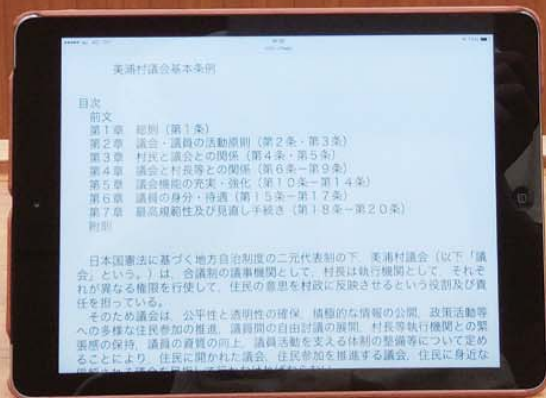 美浦村議会基本条例
目次
前文
第1章 総則（第1条）
第2章 議会・議員の活動原則（第2条・第3条）
第3章 村民と議会との関係（第4条・第5条）
第4章 議会と村長等との関係（第6条－第9条）
第5章 議会機能の充実・強化（第10条－第14条）
第6章 議員の身分・待遇（第15条－第17条）
第7章 最高規範性及び見直し手続き（第18条－第20条）
附則
日本国憲法に基づく地方自治制度の二元代表制の下、美浦村議会（以下「議
会」という。）は、合議制の議事機関として、村長は執行機関として、それぞ
れが異なる権限を行使して、住民の意思を村政に反映させるという役割及び責
任を担っている。
そのため議会は、公平性と透明性の確保、積極的な情報の公開、政策活動等
への多様な住民参加の推進、議員間の自由討議の展開、村長等執行機関との緊
張感の保持、議員の資質の向上、議員活動を支える体制の整備等について定め
ることにより、住民に開かれた議会、住民参加を推進する議会、住民に身近な